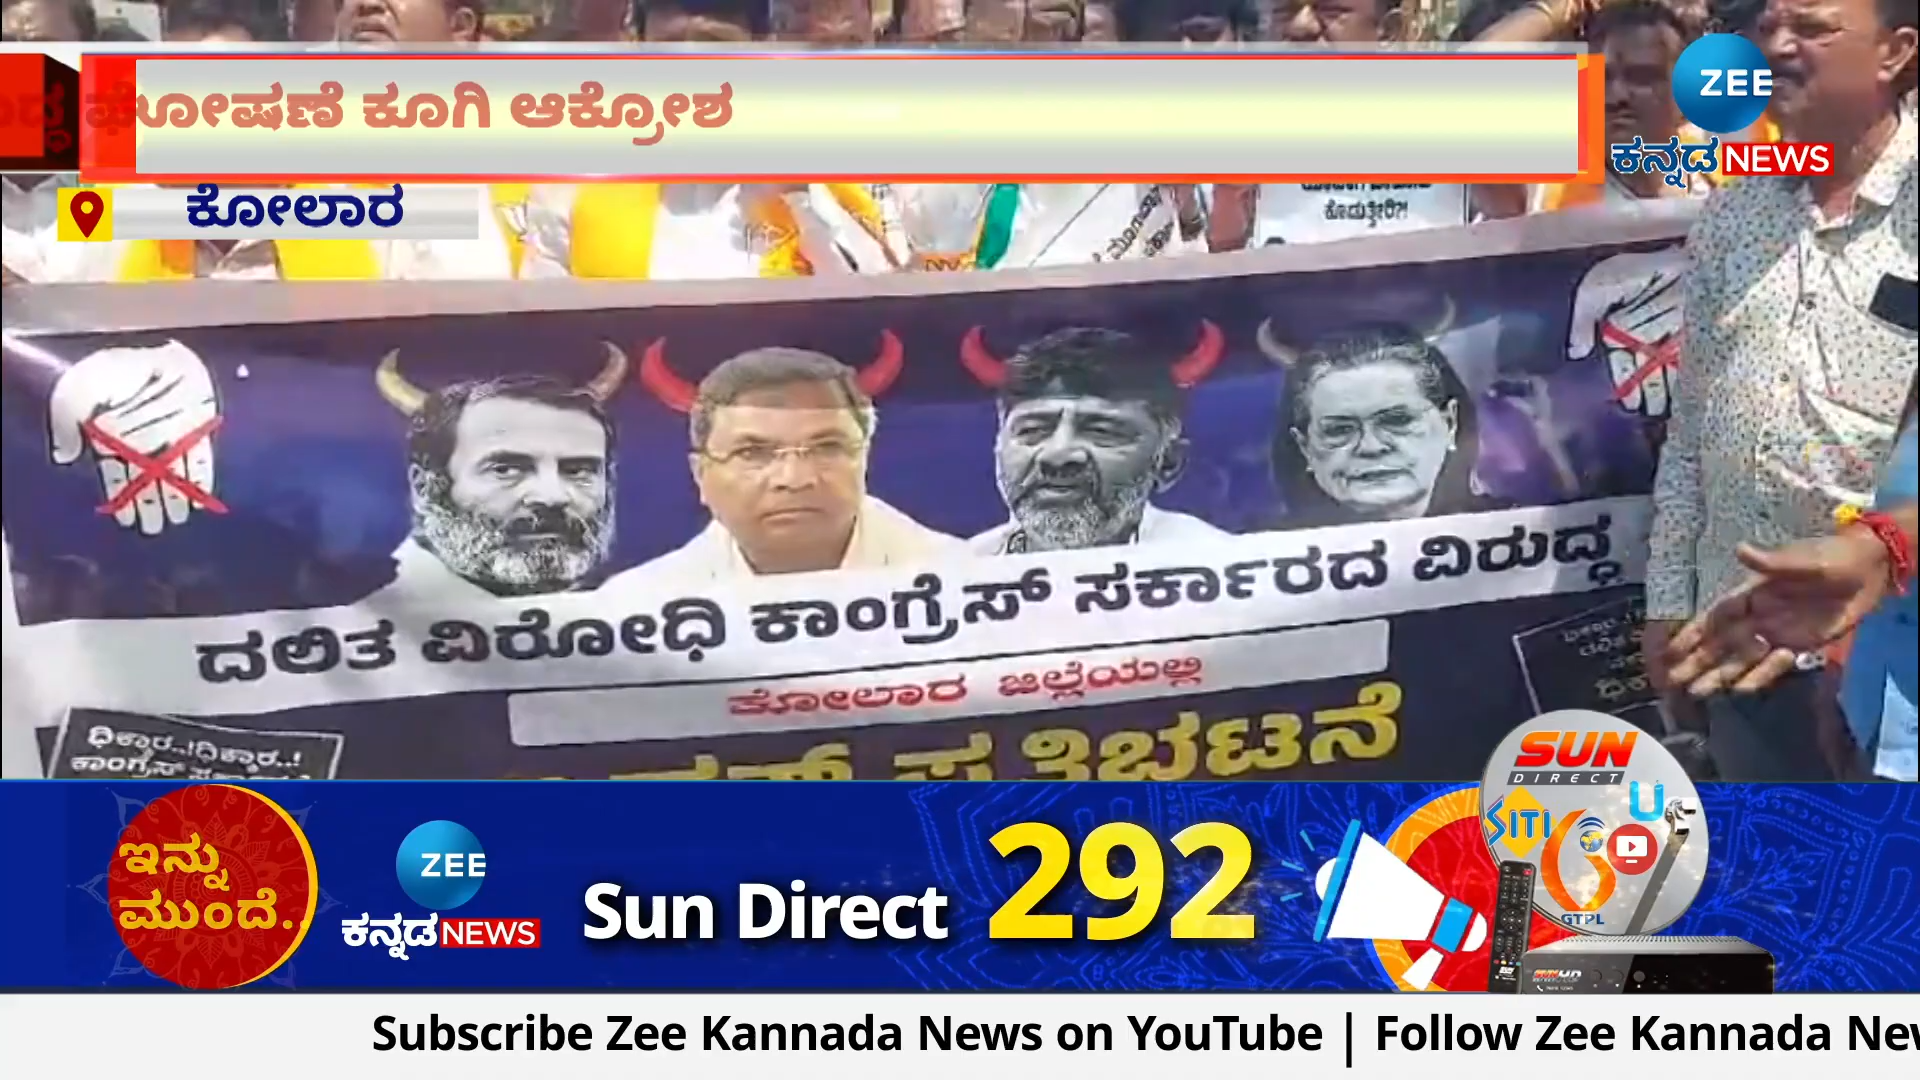 ಘೋಷಣೆ ಕೂಗಿ ಆಕ್ರೋಶ
ZEE
ಕನ್ನಡ NEWS
ಕೋಲಾರ
ಕೊಡುತ್ತೀರಿ?!
ದಲಿತ ವಿರೋಧಿ ಕಾಂಗ್ರೆಸ್ ಸರ್ಕಾರದ ವಿರುದ್ಧ
ಕೋಲಾರ ಜಿಲ್ಲೆಯಲ್ಲಿ
ಪ್ರತಿಭಟನೆ
ಧಿಕ್ಕಾರ..!ಧಿಕ್ಕಾರ..!
ಕಾಂಗ್ರೆಸ್
ಇನ್ನು
ಮುಂದೆ..
ZEE
ಕನ್ನಡ NEWS
Sun Direct 292
SUN
DIRECT
SITI
GTPL
Subscribe Zee Kannada News on YouTube | Follow Zee Kannada New